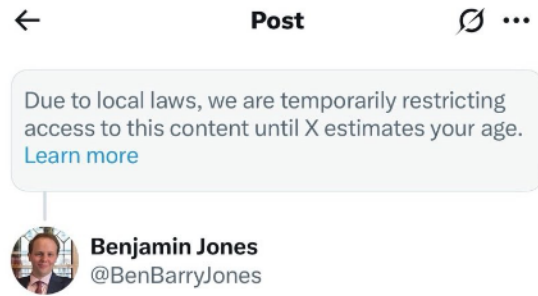 Post
Due to local laws, we are temporarily restricting
access to this content until X estimates your age.
Learn more
Benjamin Jones
@BenBarryJones